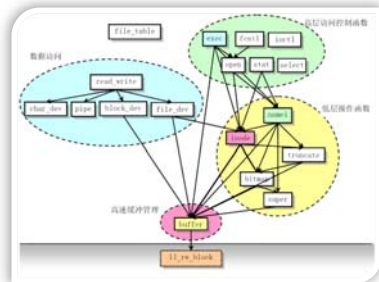 高层访问控制函数
file_table
exec
fcntl
ioctl
数据访问
open
stat
select
read_write
低层操作函数
char_dev
pipe
block_dev
file_dev
namei
inode
truncate
bitmap
高速缓冲管理
super
buffer
ll_rw_block